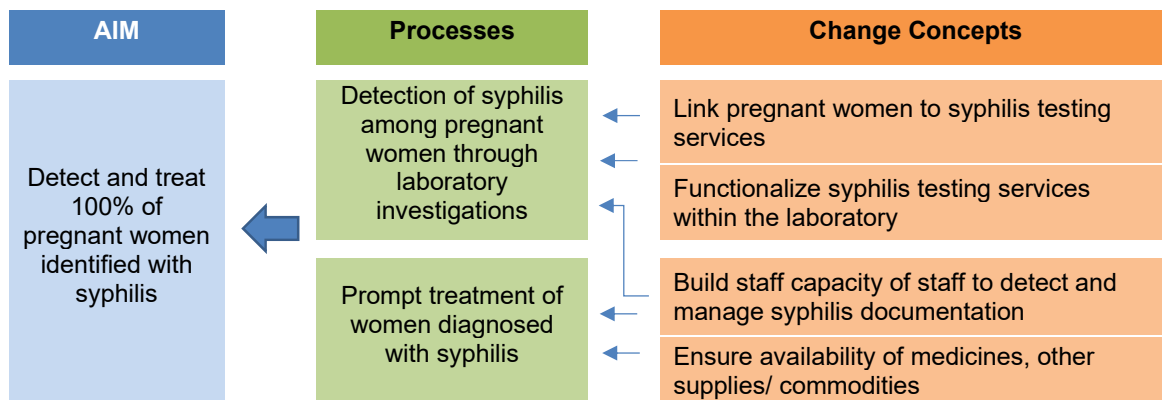 AIM
Processes
Change Concepts
Detect and treat
100% of
pregnant women
identified with
syphilis
Detection of syphilis
among pregnant
women through
laboratory
investigations
Prompt treatment of
women diagnosed
with syphilis
Link pregnant women to syphilis testing
services
Functionalize syphilis testing services
within the laboratory
Build staff capacity of staff to detect and
manage syphilis documentation
Ensure availability of medicines, other
supplies/ commodities